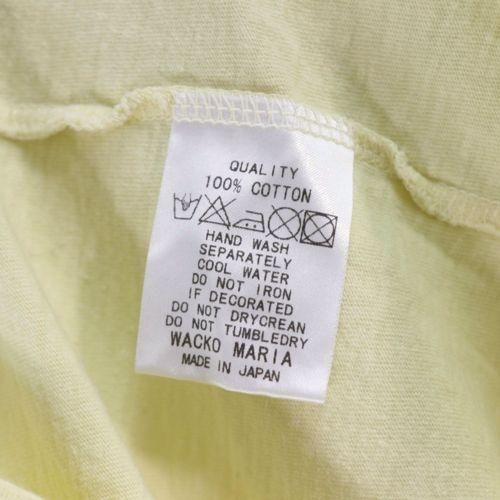 QUALITY
100% COTTON
HAND WASH
SEPARATELY
COOL WATER
DO NOT IRON
IF DECORATED
DO NOT DRYCREAN
DO NOT TUMBLEDRY
WACKO MARIA
MADE IN JAPAN